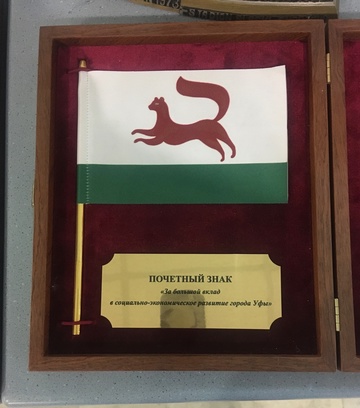 ПОЧЕТНЫЙ ЗНАК
«За большой вклад
в социально-экономическое развитие города Уфы»